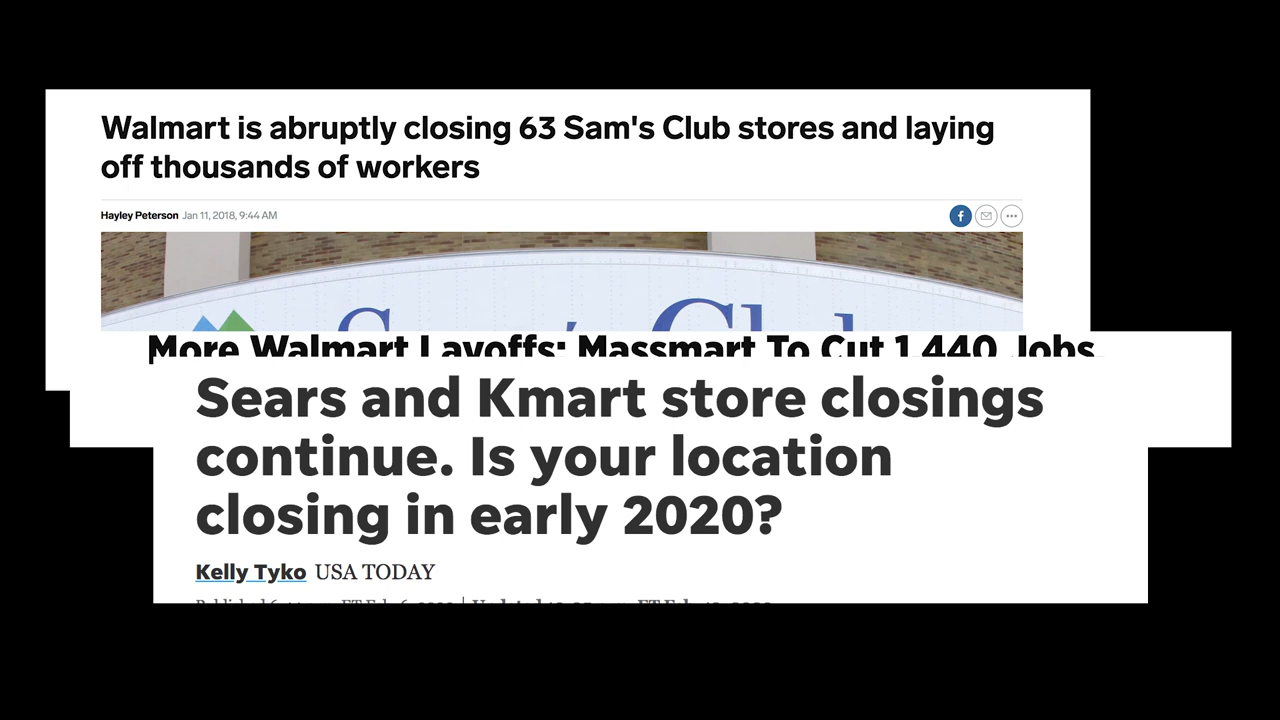 Walmart is abruptly closing 63 Sam's Club stores and laying
off thousands of workers
Hayley Peterson Jan 11, 2018, 9:44 AM
f
Sam's Club
More Walmart Layoffs: Massmart To Cut 1,440 Jobs,
Sears and Kmart store closings
continue. Is your location
closing in early 2020?
Kelly Tyko USA TODAY